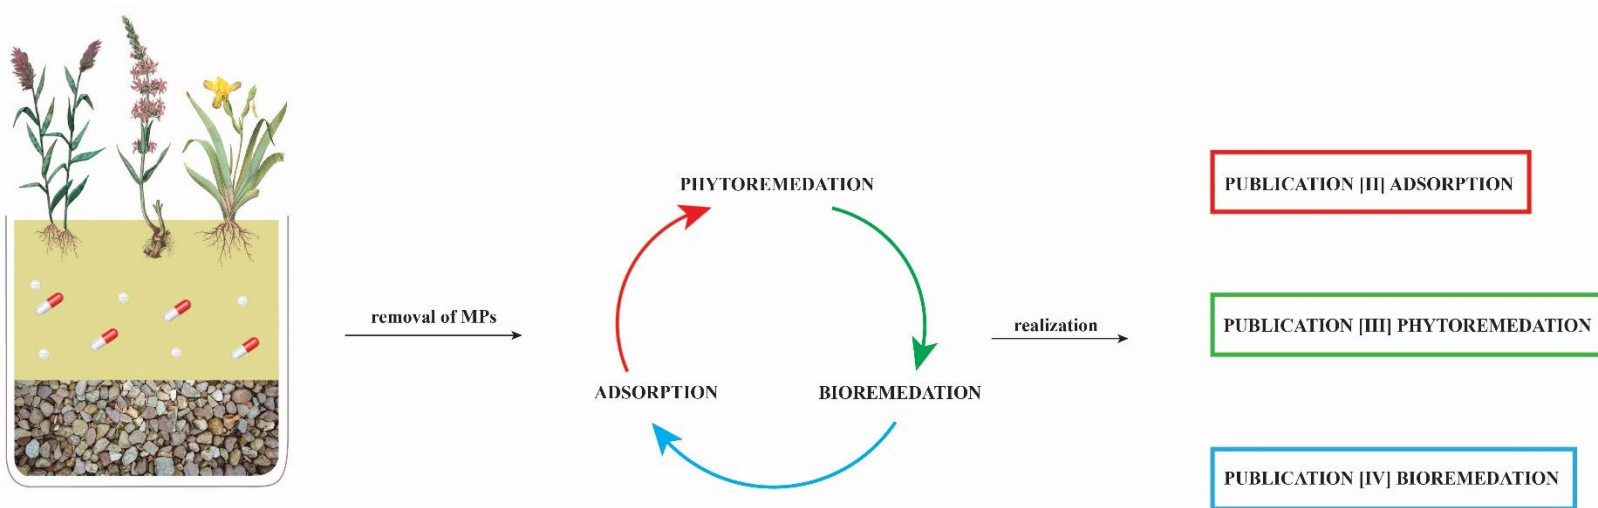 removal of MPs
PHYTOREMEDATION
ADSORPTION
BIOREMEDATION
realization
PUBLICATION [II] ADSORPTION
PUBLICATION [III] PHYTOREMEDATION
PUBLICATION [IV] BIOREMEDATION